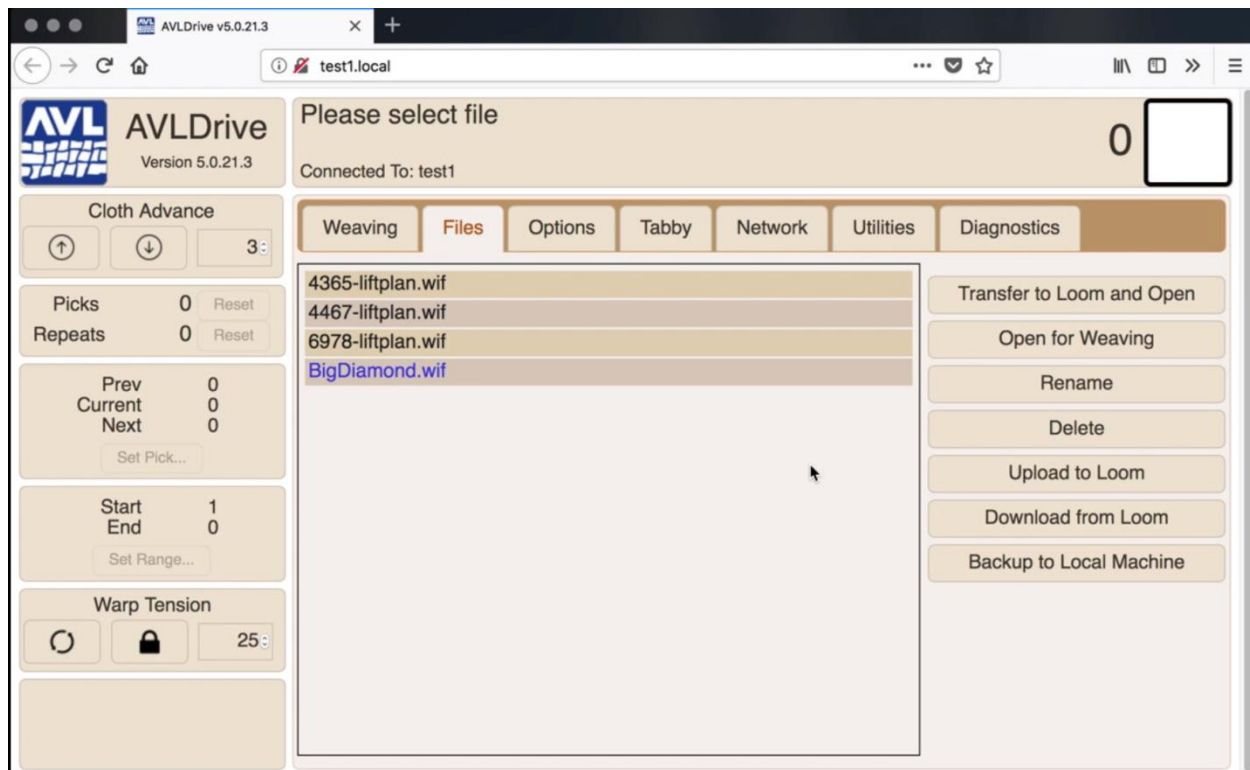 AVLDrive v5.0.21.3
test1.local
AVL
AVLDrive
Version 5.0.21.3
Please select file
Connected To: test1
0
Cloth Advance
3
Picks 0 Reset
Repeats 0 Reset
Prev 0
Current 0
Next 0
Set Pick...
Start 1
End 0
Set Range...
Warp Tension
25
Weaving Files Options Tabby Network Utilities Diagnostics
4365-liftplan.wif
4467-liftplan.wif
6978-liftplan.wif
BigDiamond.wif
Transfer to Loom and Open
Open for Weaving
Rename
Delete
Upload to Loom
Download from Loom
Backup to Local Machine